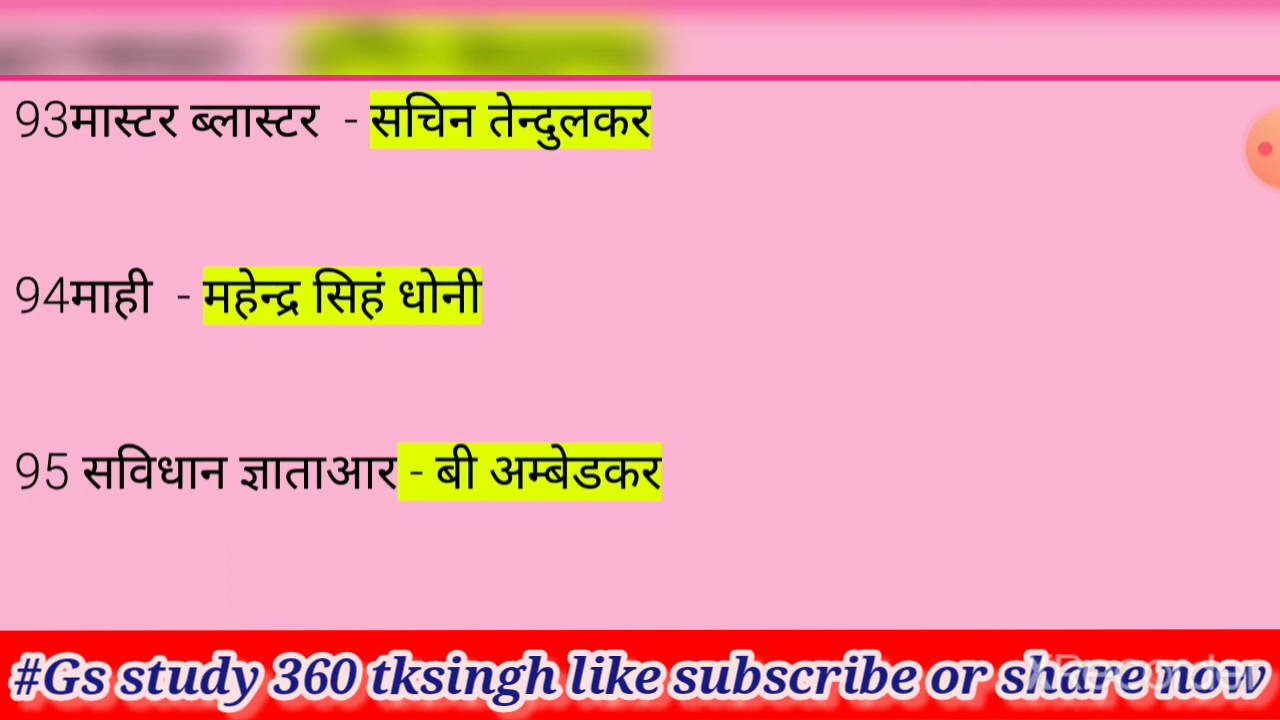 93मास्टर ब्लास्टर - सचिन तेन्दुलकर
94माही - महेन्द्र सिहं धोनी
95 सविधान ज्ञाताआर - बी अम्बेडकर
#Gs study 360 tksingh like subscribe or share now
XRecorder